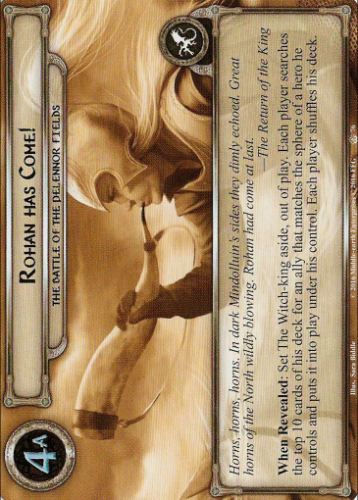 4A
Rohan has Come!
The Battle of the Pelennor Fields
Horns, horns, horns. In dark Mindolluin's sides they dimly echoed. Great
horns of the North wildly blowing. Rohan had come at last.
—The Return of the King
When Revealed: Set The Witch-king aside, out of play. Each player searches
the top 10 cards of his deck for an ally that matches the sphere of a hero he
controls and puts it into play under his control. Each player shuffles his deck.
Illus. Sara Biddle © 2016 Middle-earth Enterprises © 2016 FFG 76